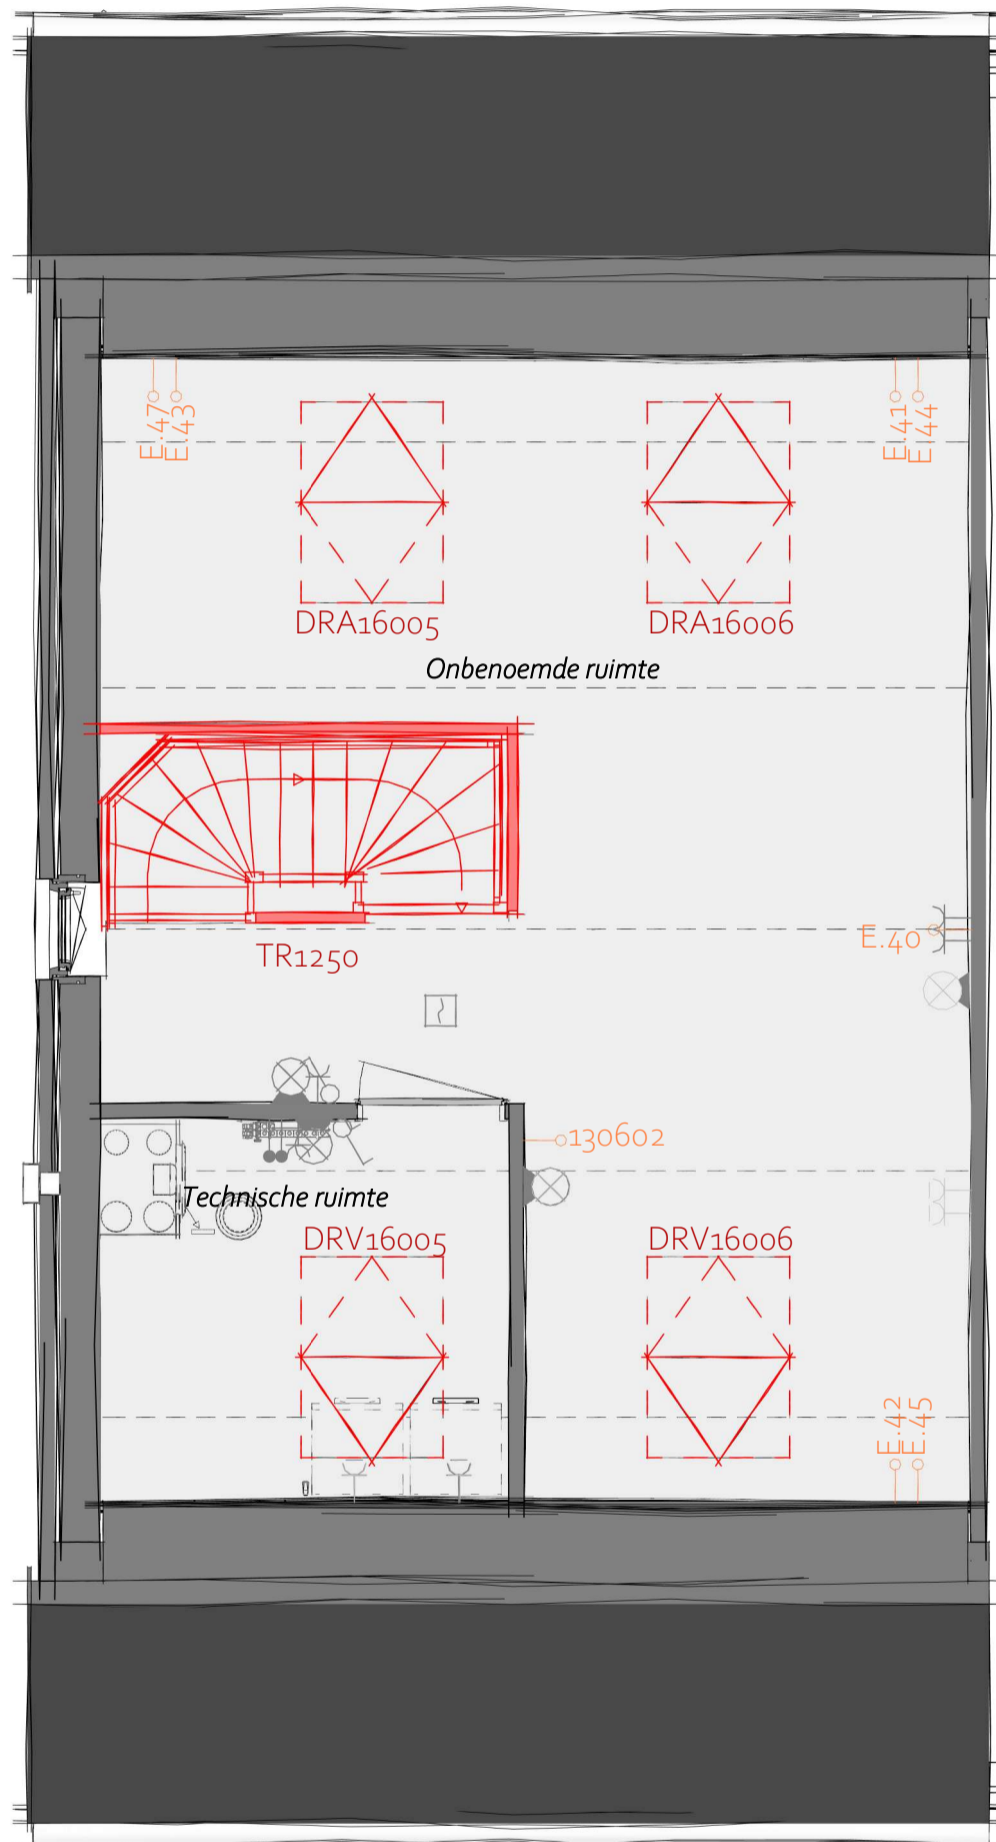 E.47
E.43
E.41
E.44
DRA16005
DRA16006
Onbenoemde ruimte
TR1250
E.40
130602
Technische ruimte
DRV16005
DRV16006
E.42
E.45